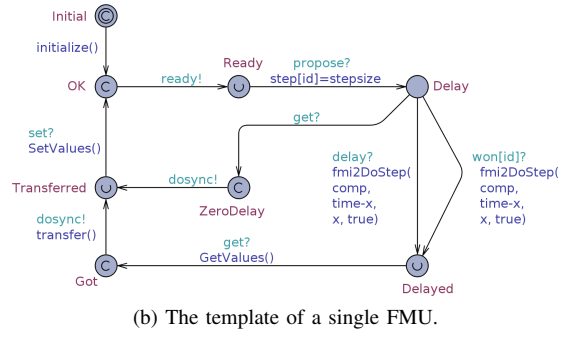 Initial
initialize()
OK
ready!
Ready
propose?
step[id]=stepsize
Delay
get?
set?
SetValues()
delay?
fmi2DoStep(
comp,
time-x,
x, true)
won[id]?
fmi2DoStep(
comp,
time-x,
x, true)
Transferred
dosync!
ZeroDelay
dosync!
transfer()
get?
GetValues()
Got
Delayed
(b) The template of a single FMU.